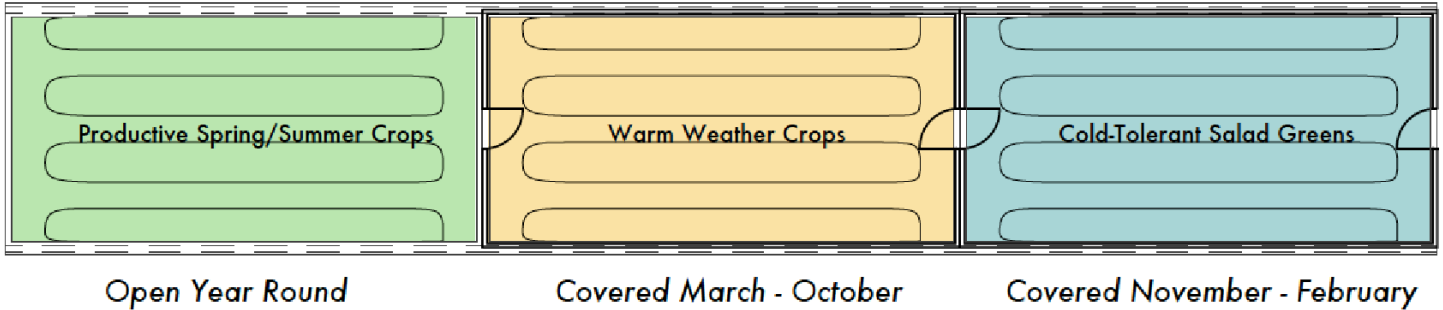 Productive Spring/Summer Crops
Warm Weather Crops
Cold-Tolerant Salad Greens
Open Year Round
Covered March - October
Covered November - February